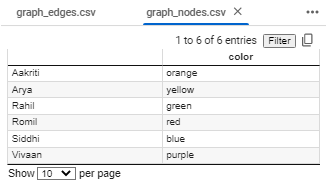 graph_edges.csv graph_nodes.csv ✕ •••
1 to 6 of 6 entries Filter
color
Aakriti orange
Arya yellow
Rahil green
Romil red
Siddhi blue
Vivaan purple
Show 10 per page